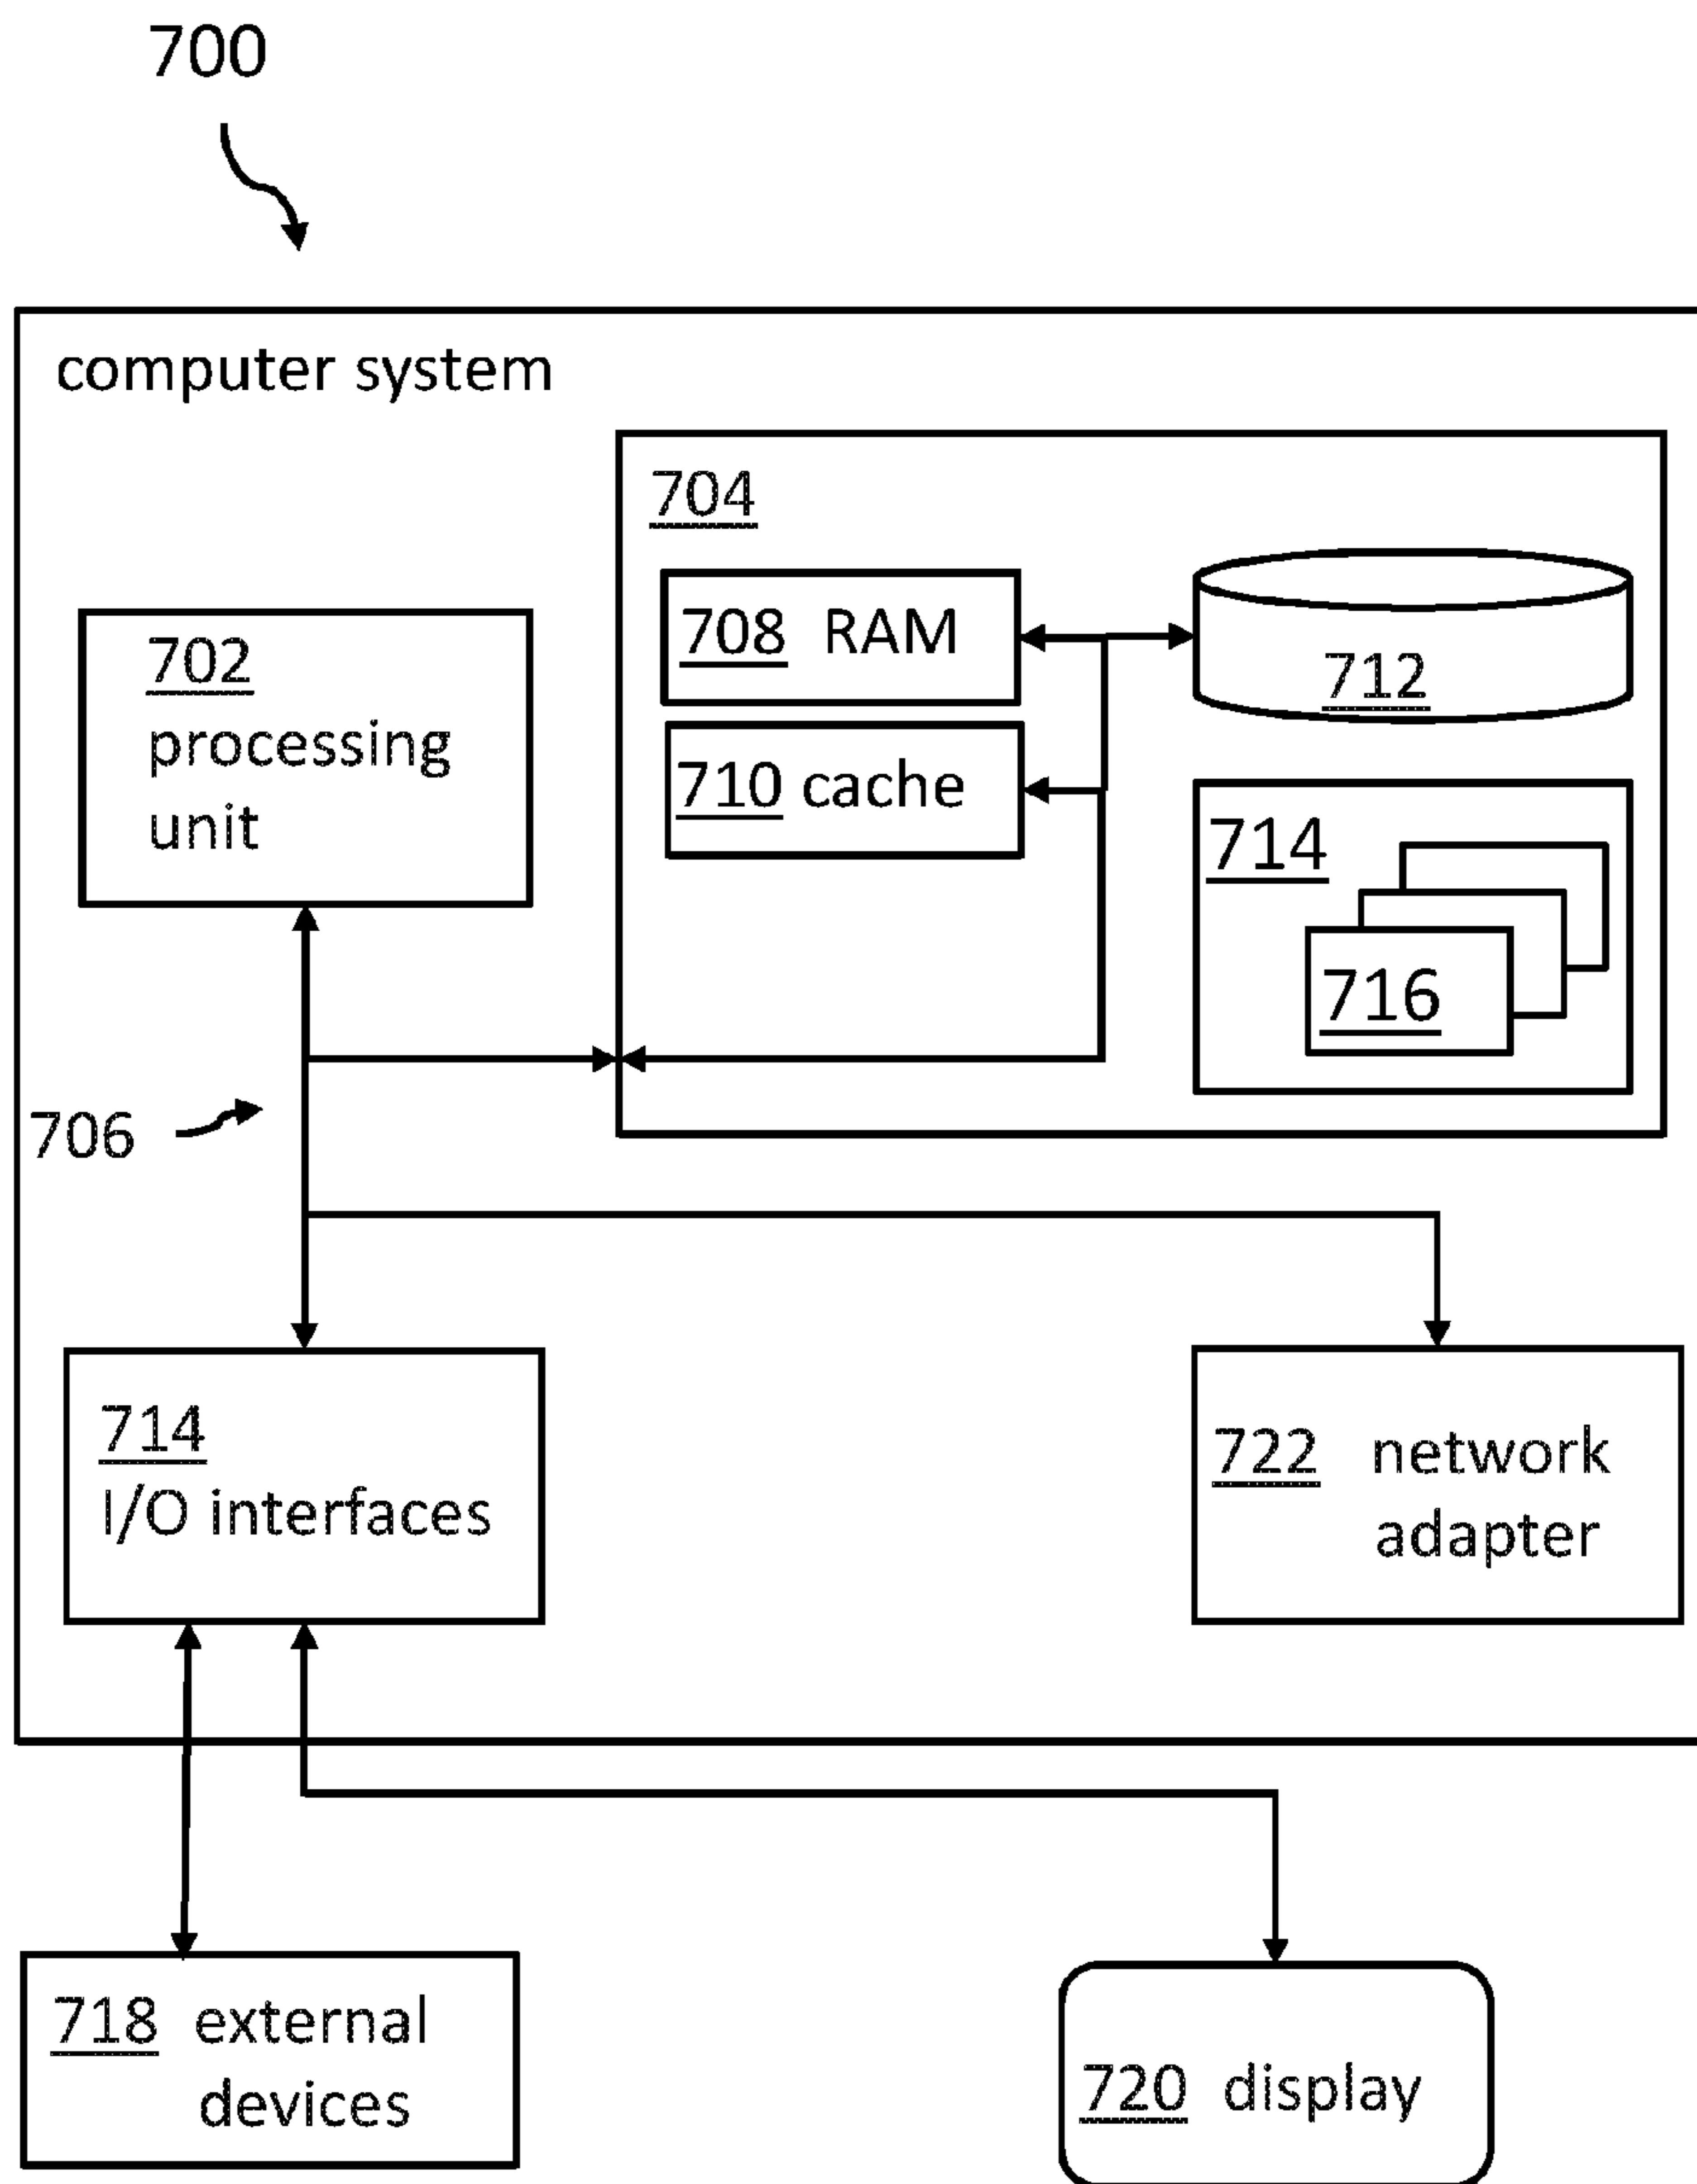 700
computer system
704
708 RAM
712
702
processing
unit
710 cache
714
716
706
714
I/O interfaces
722 network
adapter
718 external
devices
720 display